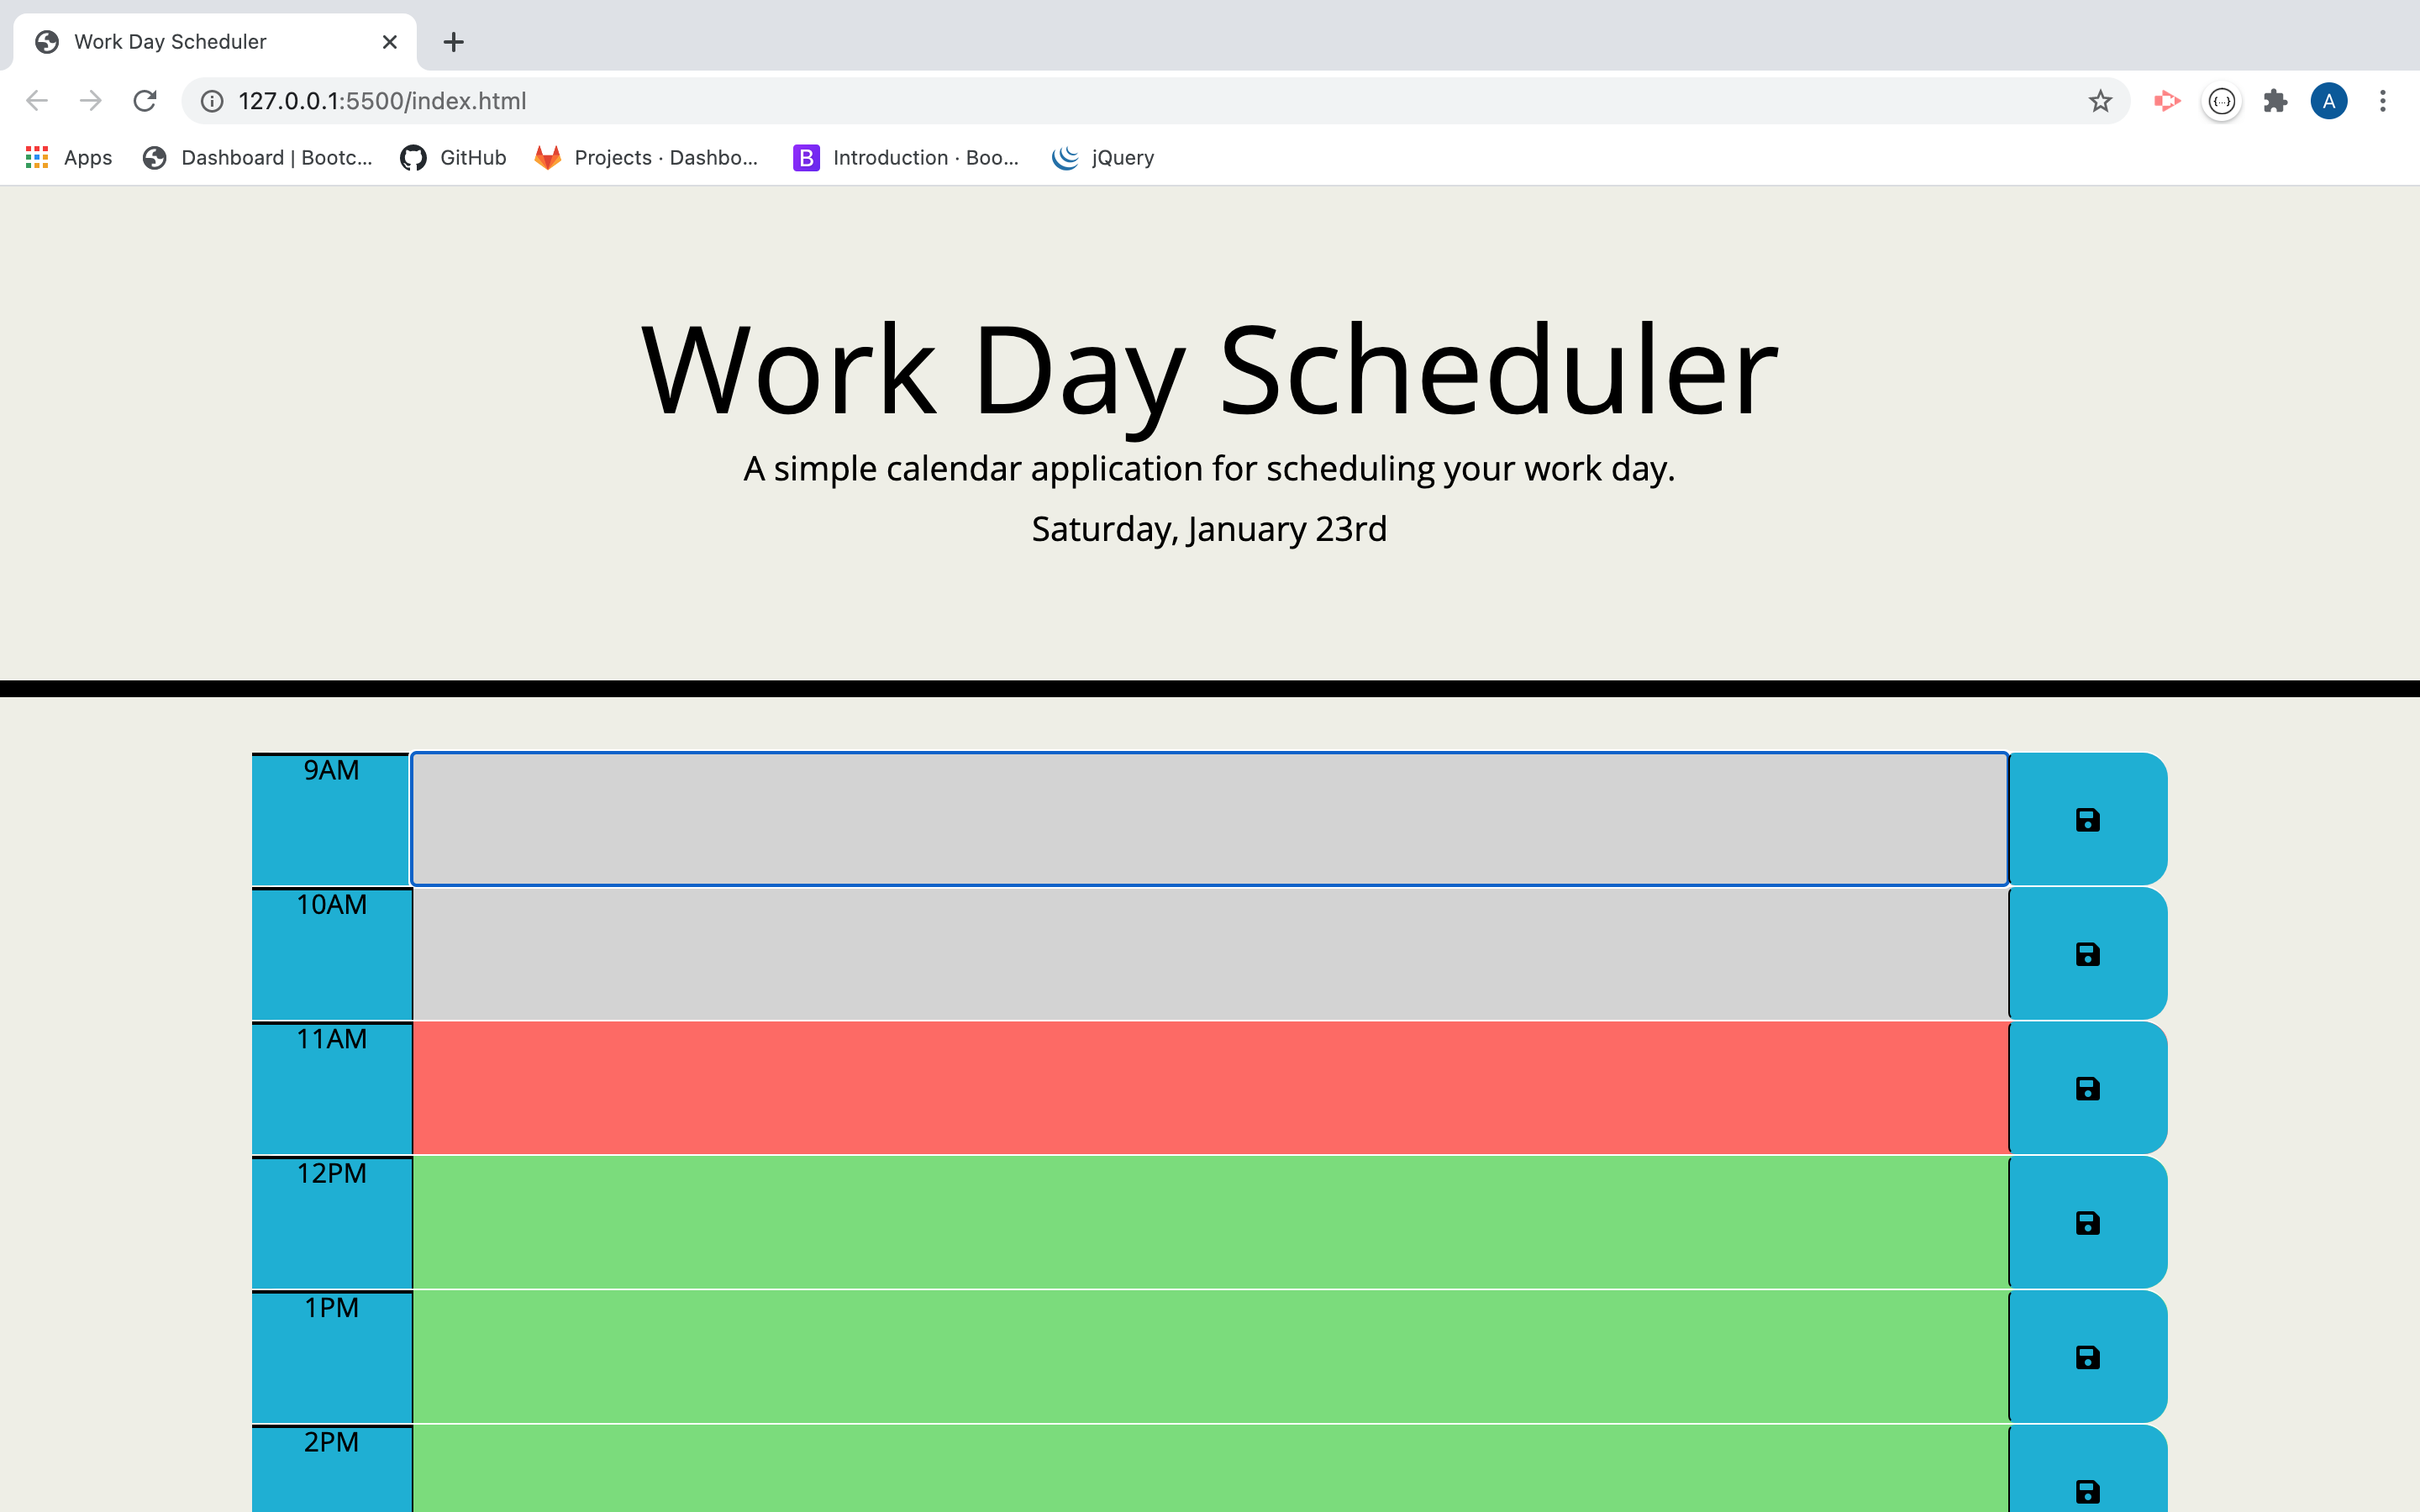 Work Day Scheduler
127.0.0.1:5500/index.html
A
Apps
Dashboard | Bootc...
GitHub
Projects · Dashbo...
B
Introduction · Boo...
jQuery
Work Day Scheduler
A simple calendar application for scheduling your work day.
Saturday, January 23rd
9AM
10AM
11AM
12PM
1PM
2PM